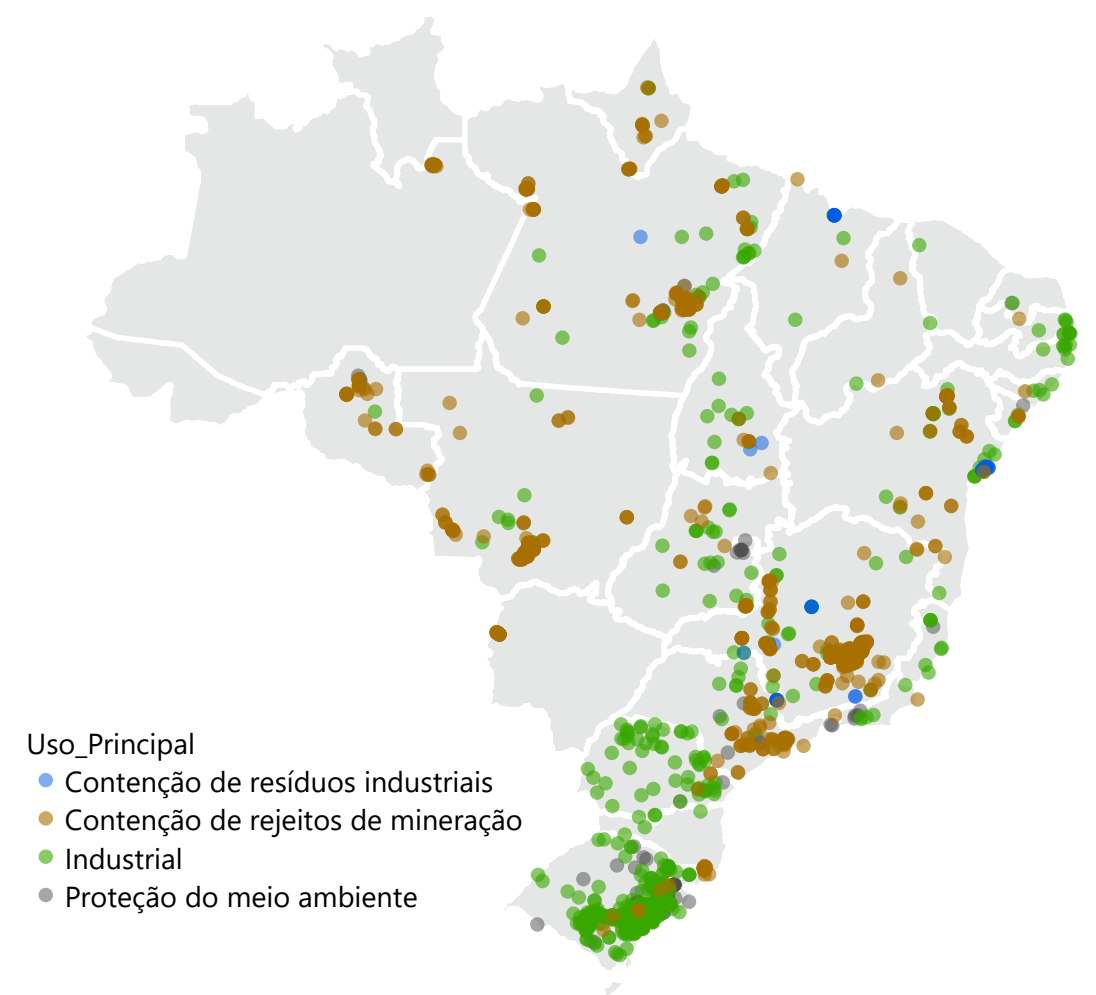 Uso_Principal
Contenção de resíduos industriais
Contenção de rejeitos de mineração
Industrial
Proteção do meio ambiente